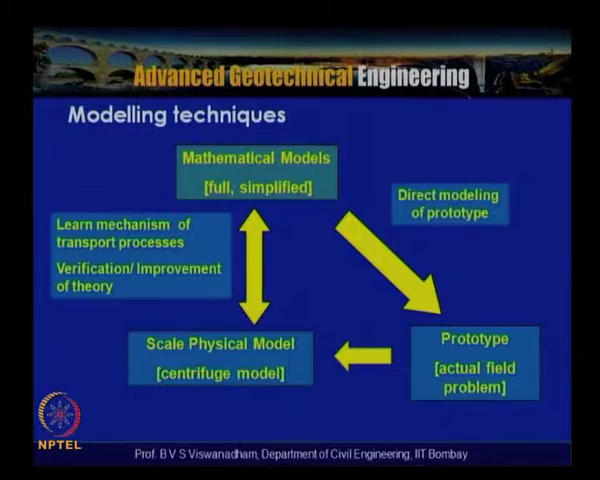 Advanced Geotechnical Engineering
Modelling techniques
Mathematical Models
[full, simplified]
Direct modeling
of prototype
Learn mechanism of
transport processes
Verification/ Improvement
of theory
Scale Physical Model
[centrifuge model]
Prototype
[actual field
problem]
NPTEL
Prof. B V S Viswanadham, Department of Civil Engineering, IIT Bombay